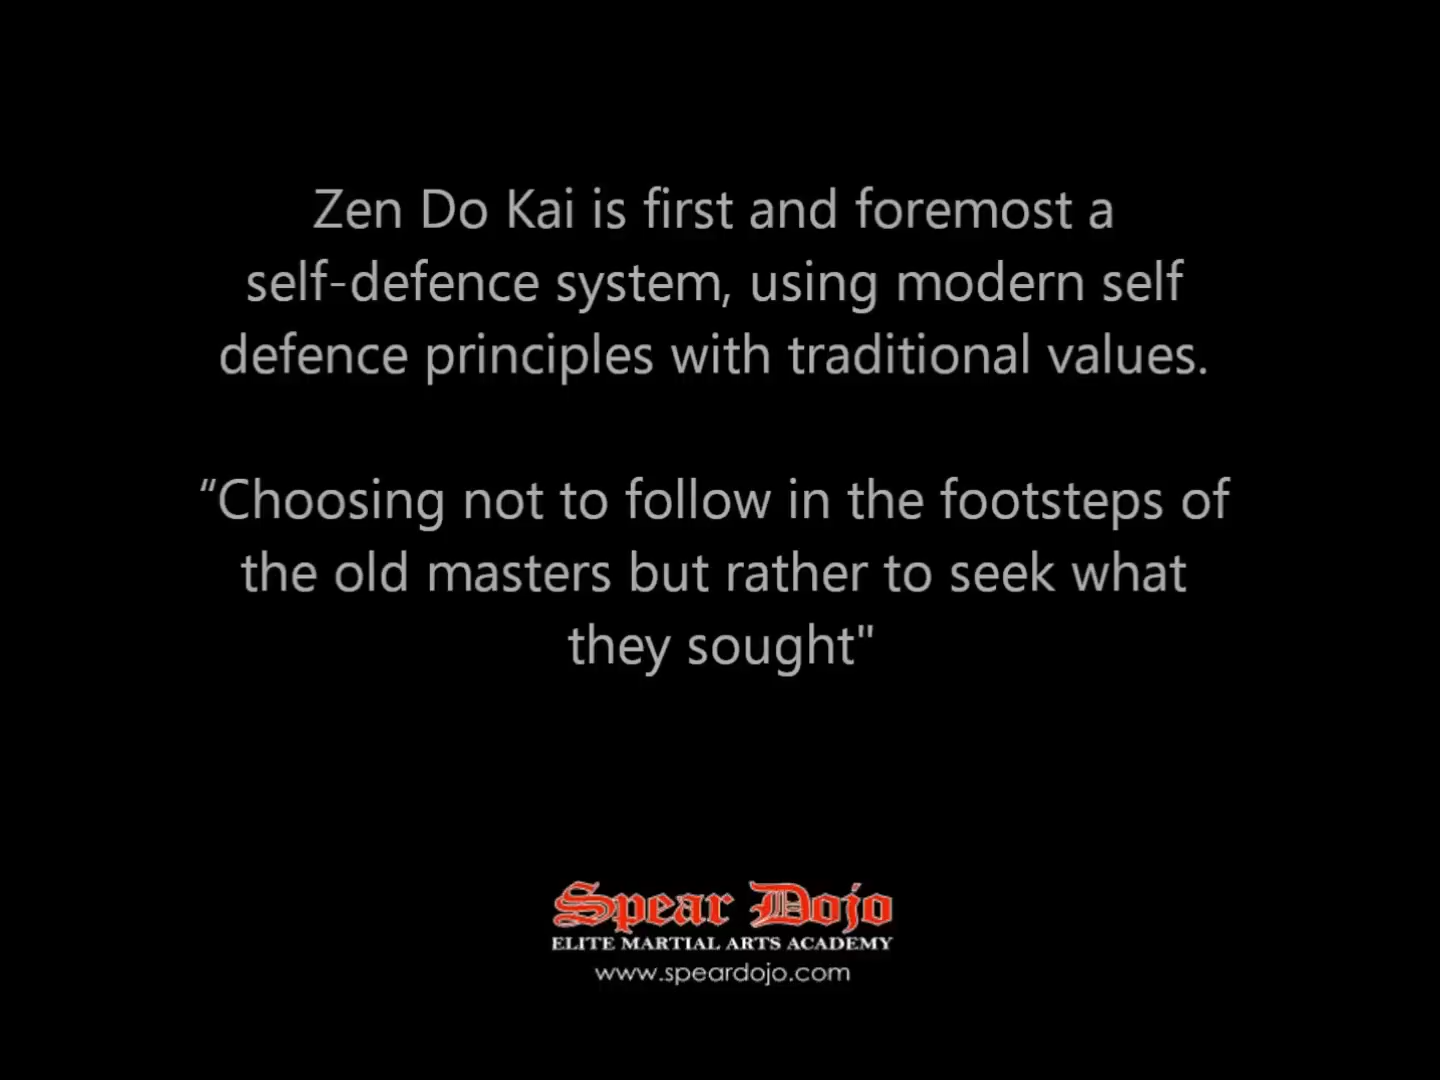 Zen Do Kai is first and foremost a
self-defence system, using modern self
defence principles with traditional values.
“Choosing not to follow in the footsteps of
the old masters but rather to seek what
they sought"
Spear Dojo
ELITE MARTIAL ARTS ACADEMY
www.speardojo.com